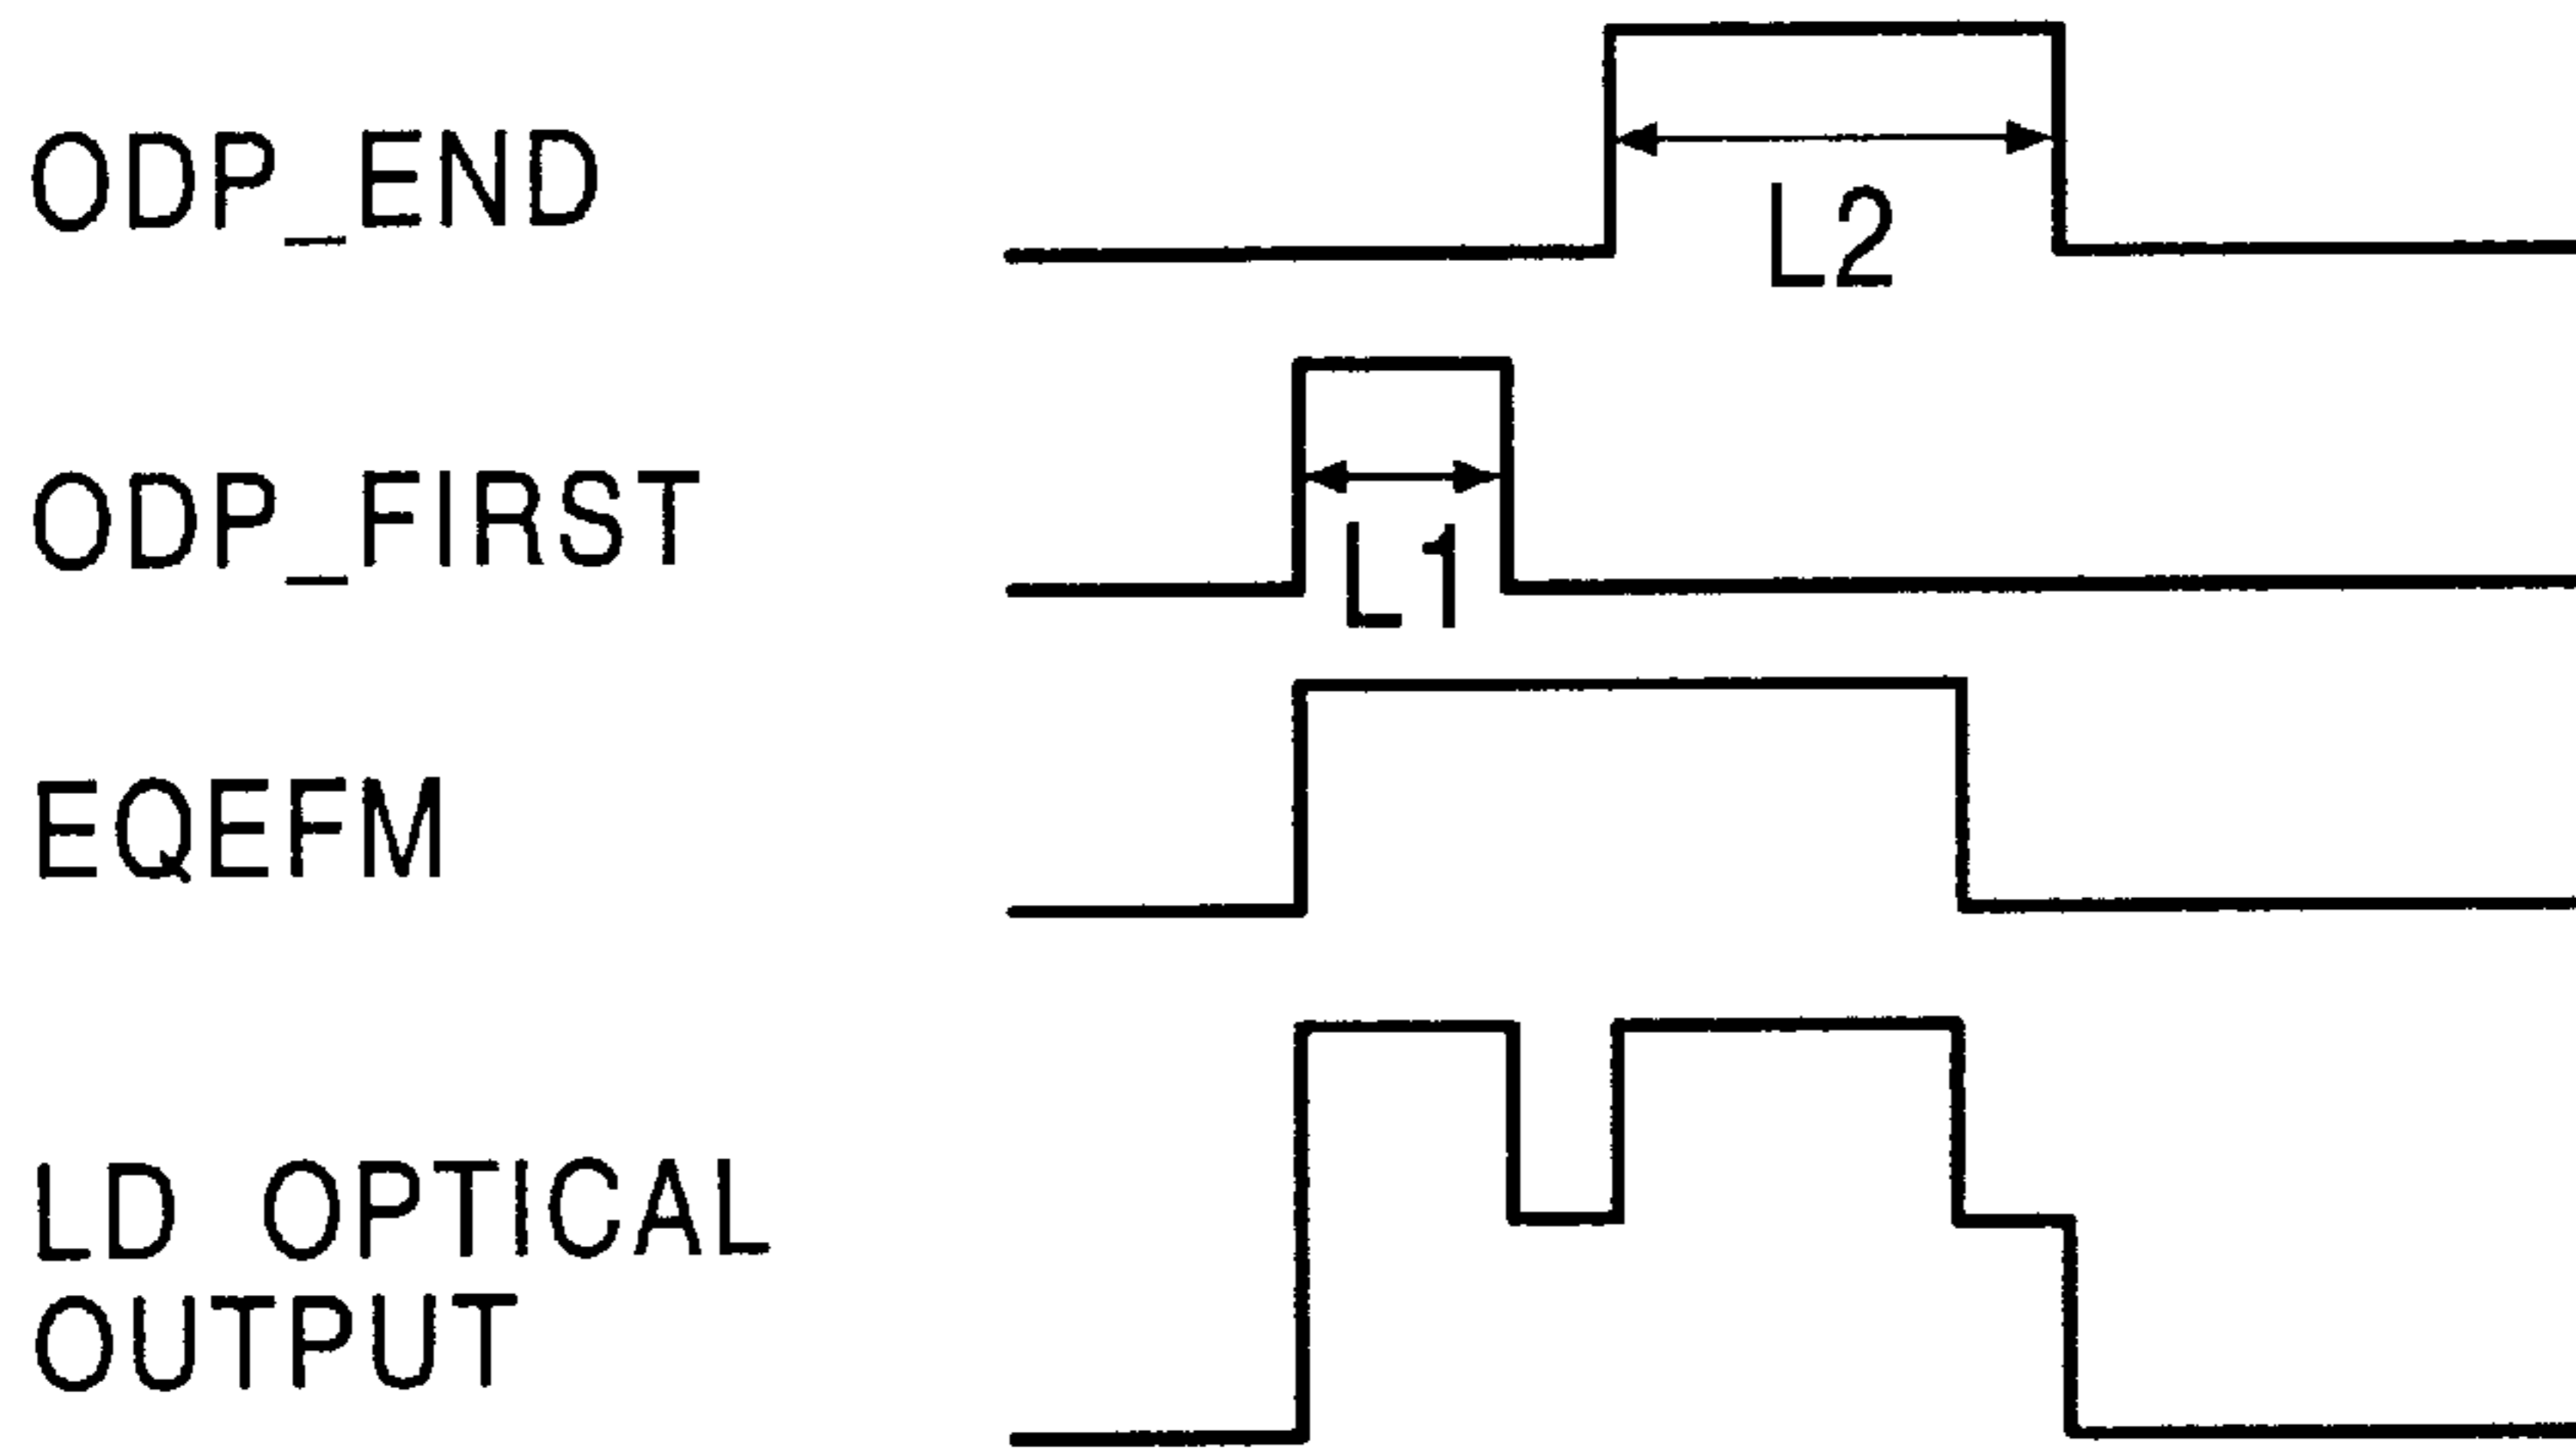 ODP_END
L2
ODP_FIRST
L1
EQEFM
LD OPTICAL
OUTPUT